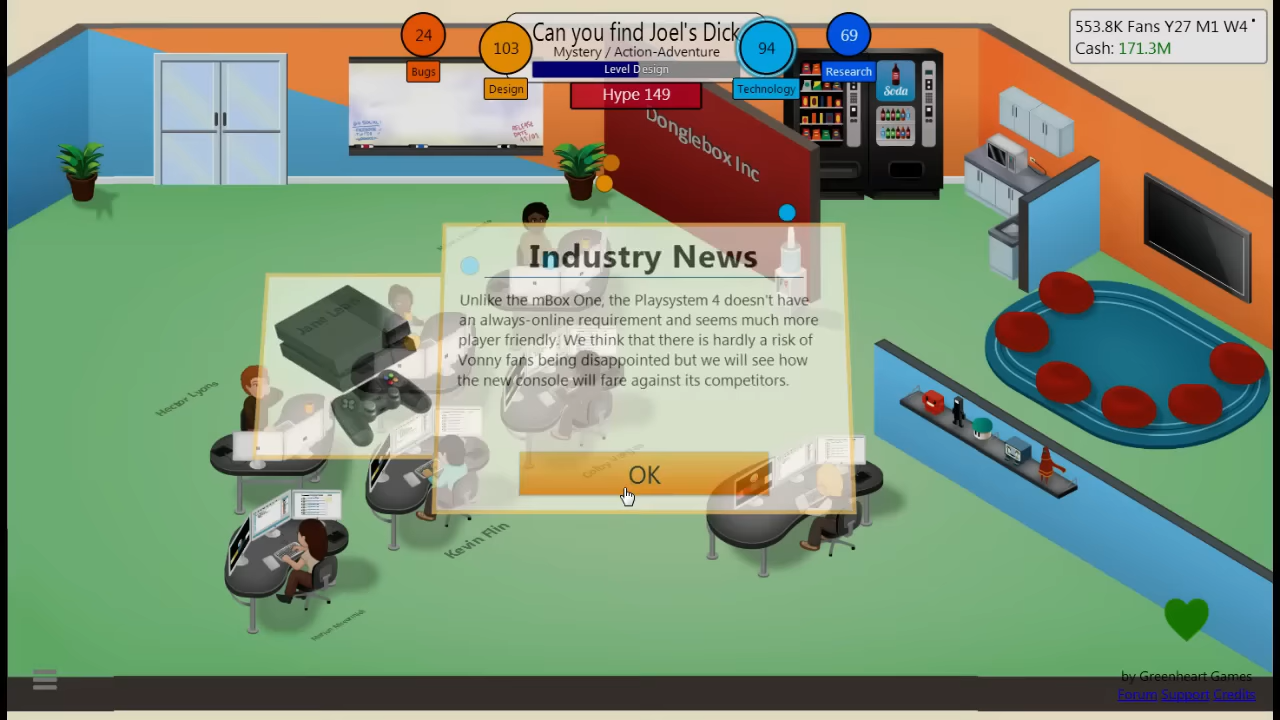 24
Bugs
103
Design
Can you find Joel's Dick
Mystery / Action-Adventure
Level Design
Hype 149
94
Technology
69
Research
553.8K Fans Y27 M1 W4
Cash: 171.3M
Soda
RELEASE
Donglebox Inc
Industry News
Unlike the mBox One, the Playsystem 4 doesn't have
an always-online requirement and seems much more
player friendly. We think that there is hardly a risk of
Vonny fans being disappointed but we will see how
the new console will fare against its competitors.
OK
Hector Lyons
Kevin Flin
by Greenheart Games
Forum Support Credits